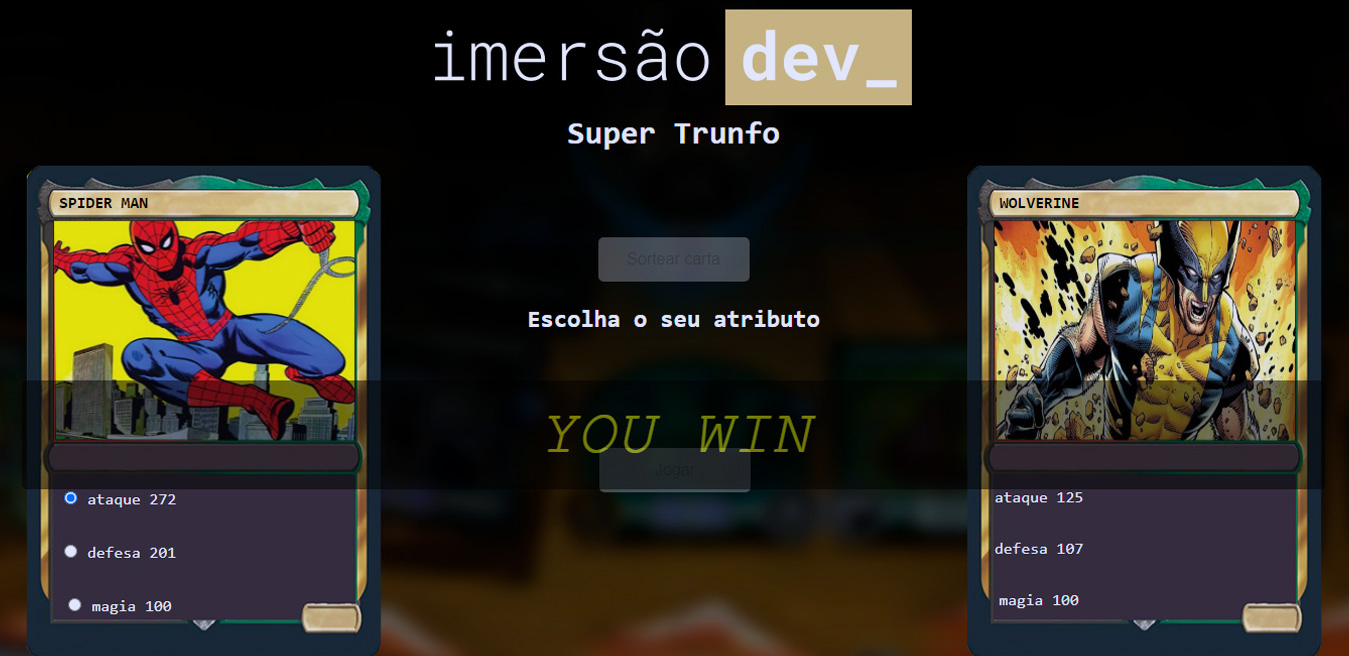 imersão dev_
Super Trunfo
SPIDER MAN
ataque 272
defesa 201
magia 100
Sortear carta
Escolha o seu atributo
YOU WIN
Jogar
WOLVERINE
ataque 125
defesa 107
magia 100